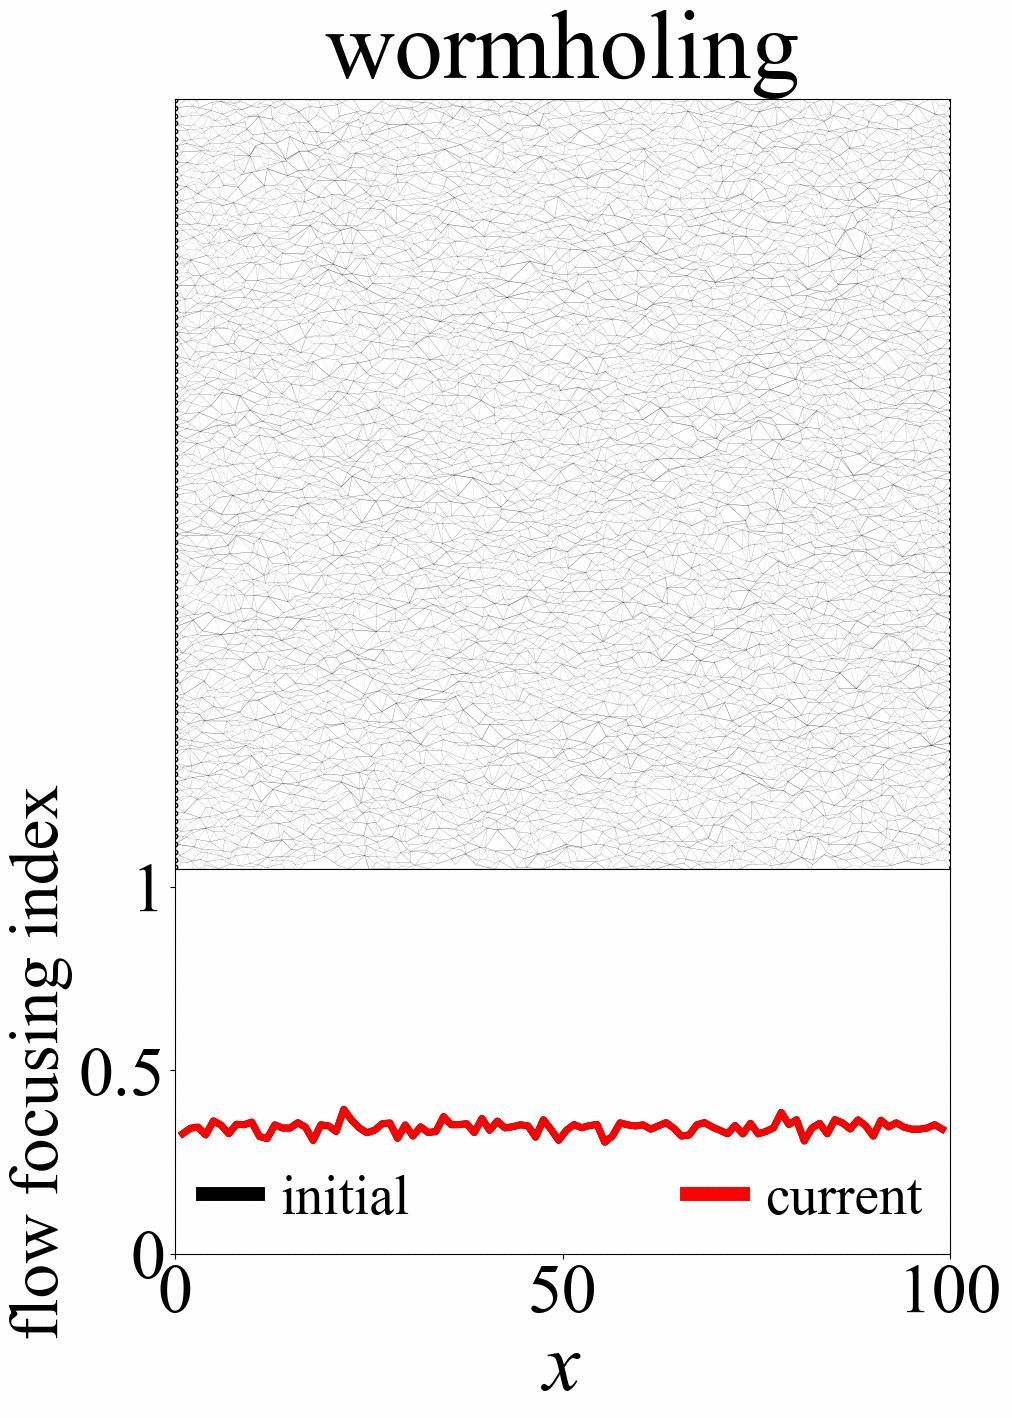 wormholing
flow focusing index
1
0.5
0
initial
current
0
50
100
x